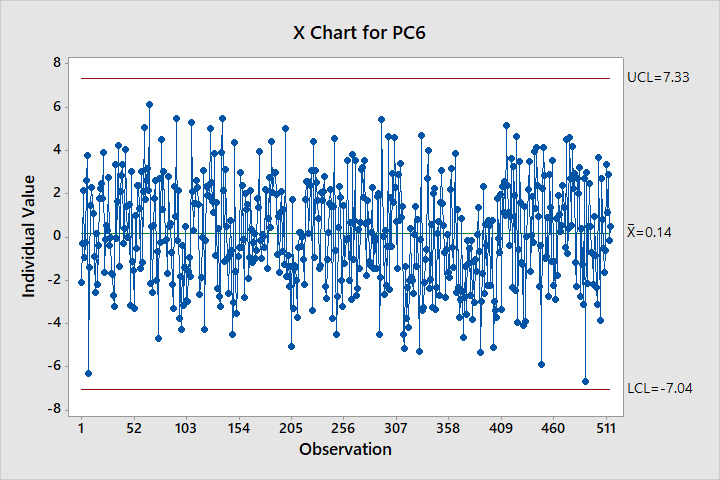 X Chart for PC6
8
6
4
2
0
-2
-4
-6
-8
Individual Value
UCL=7.33
X̄=0.14
LCL=-7.04
1 52 103 154 205 256 307 358 409 460 511
Observation